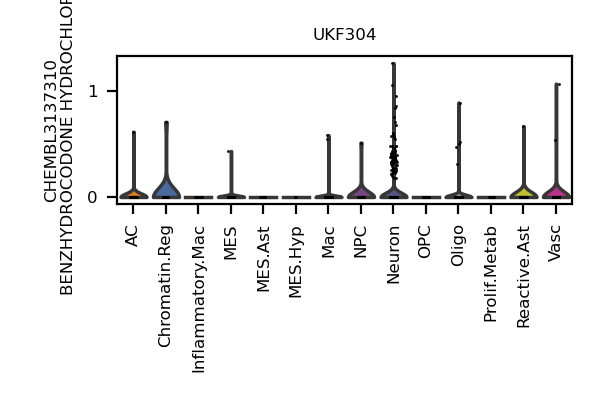 UKF304
CHEMBL3137310
BENZHYDROCODONE HYDROCHLOR
1
0
AC
Chromatin.Reg
Inflammatory.Mac
MES
MES.Ast
MES.Hyp
Mac
NPC
Neuron
OPC
Oligo
Prolif.Metab
Reactive.Ast
Vasc